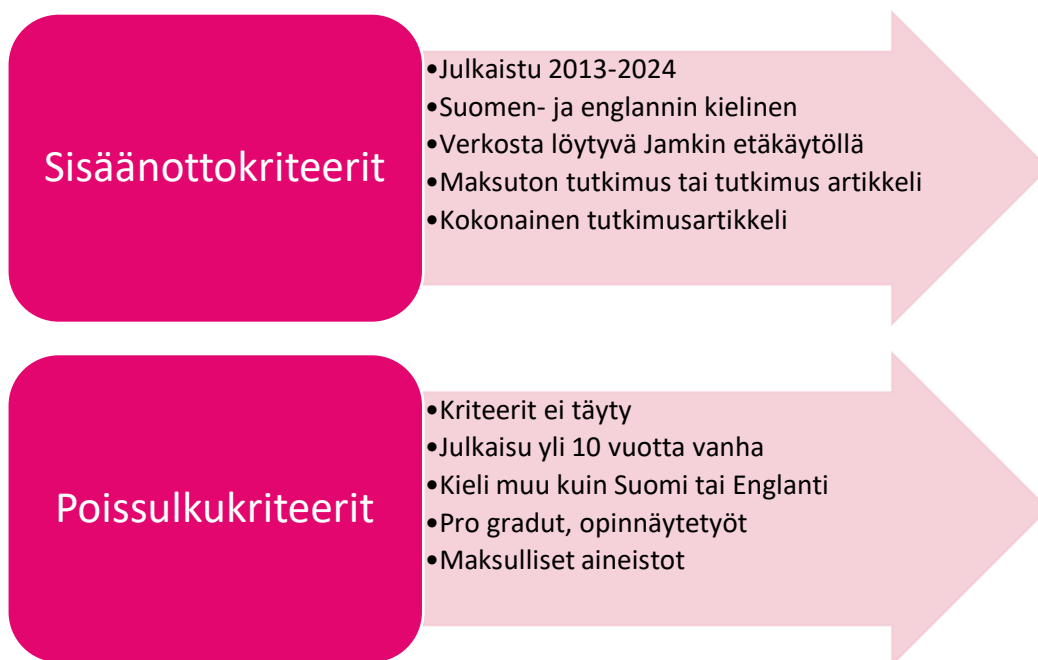 Sisäänottokriteerit
•Julkaistu 2013-2024
•Suomen- ja englannin kielinen
•Verkosta löytyvä Jamkin etäkäytöllä
•Maksuton tutkimus tai tutkimus artikkeli
•Kokonainen tutkimusartikkeli
Poissulkukriteerit
•Kriteerit ei täyty
•Julkaisu yli 10 vuotta vanha
•Kieli muu kuin Suomi tai Englanti
•Pro gradut, opinnäytetyöt
•Maksulliset aineistot